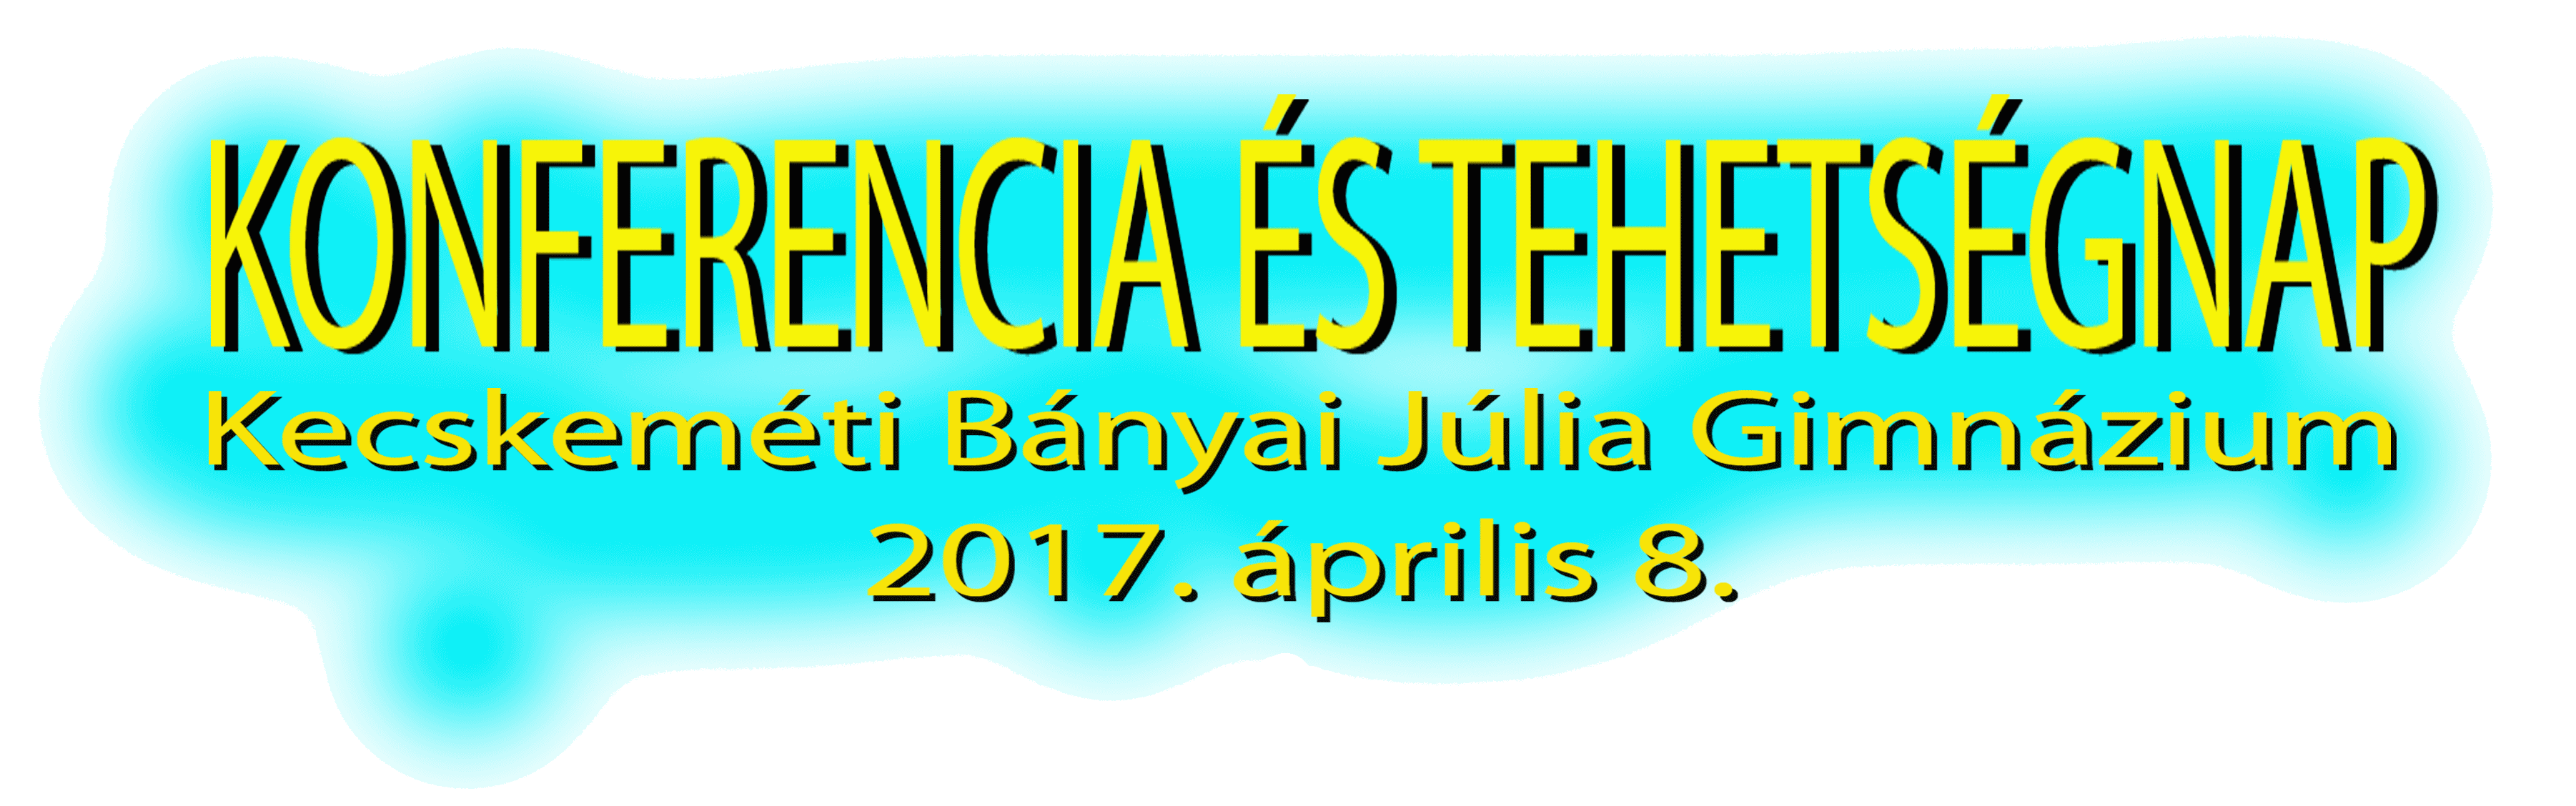 KONFERENCIA ÉS TEHETSÉGNAP
Kecskeméti Bányai Júlia Gimnázium
2017. április 8.